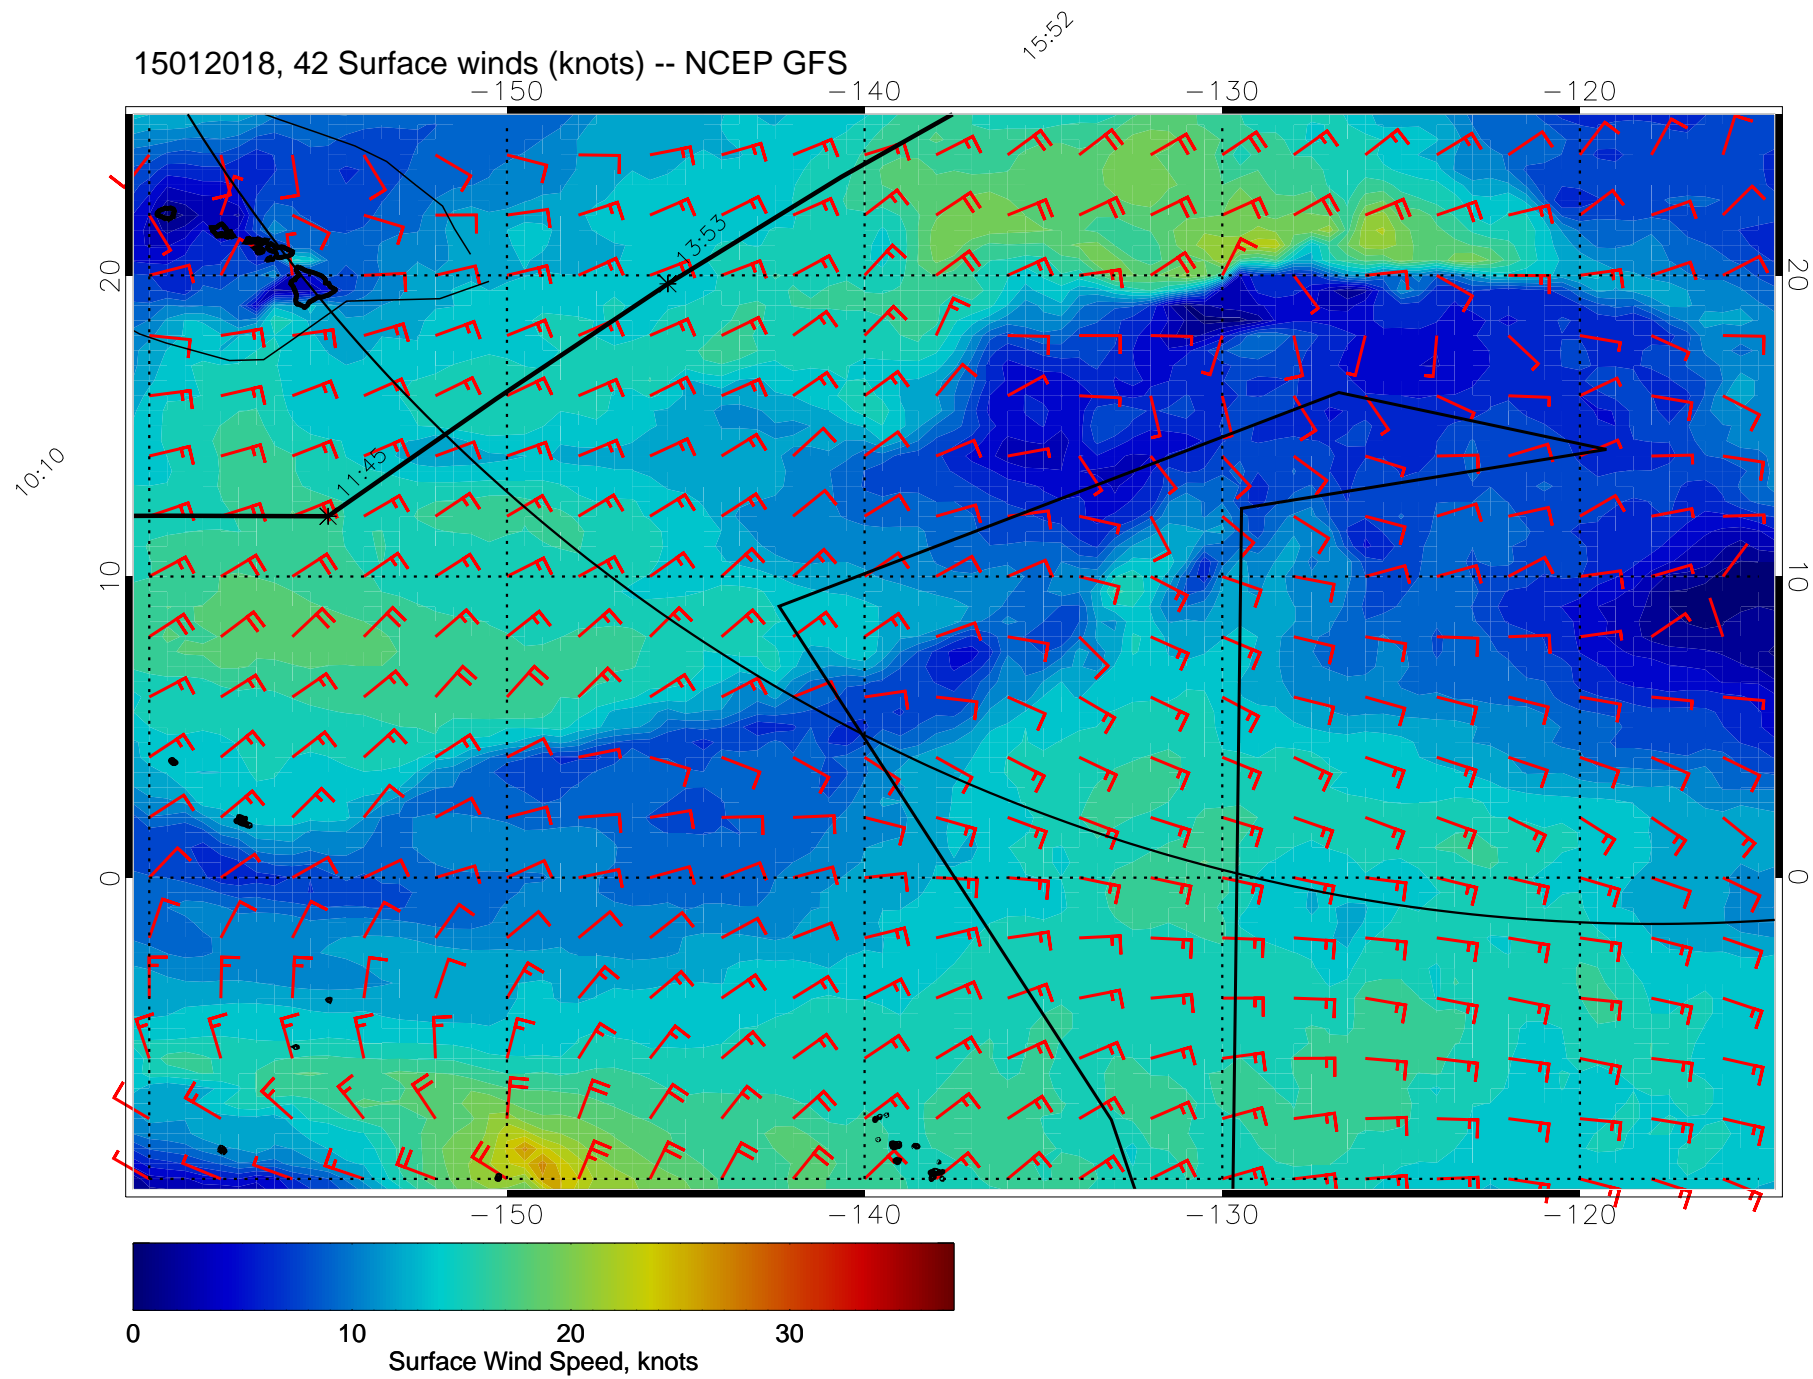 15:52
15012018, 42 Surface winds (knots) -- NCEP GFS
-150 -140 -130 -120
13:53
20 20
10:10
11:45
10 10
0 0
-150 -140 -130 -120
0 10 20 30
Surface Wind Speed, knots